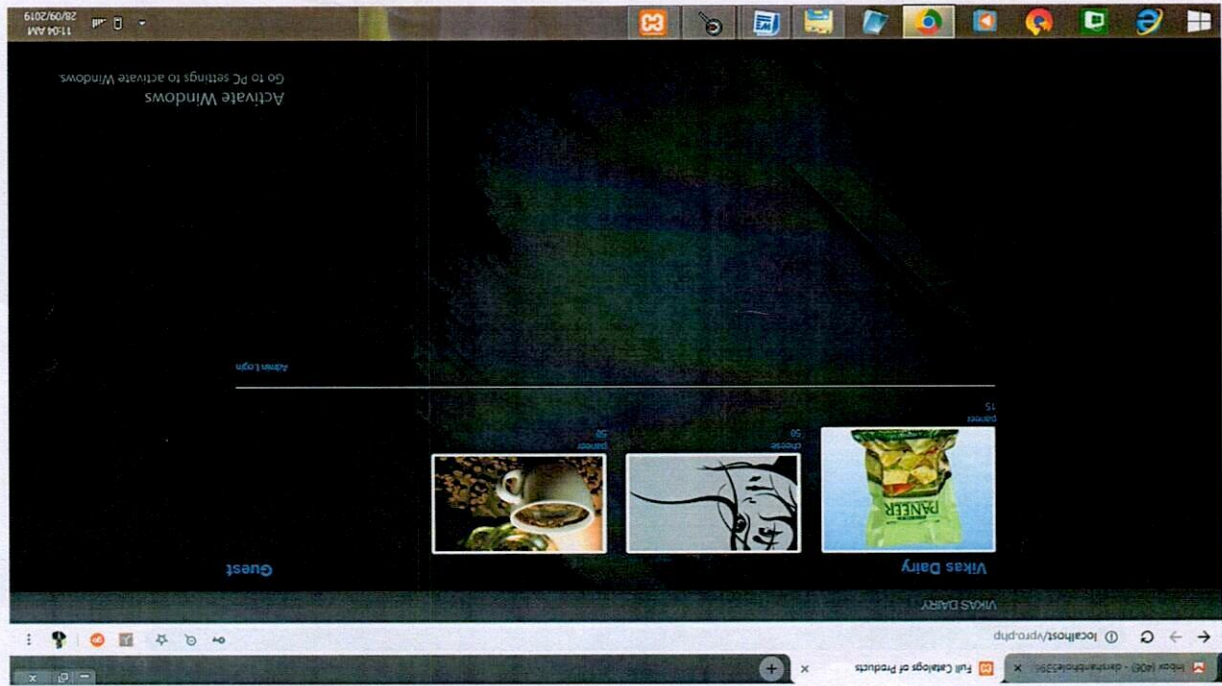 Inbox (406) - darshanbhole5396
Full Catalogs of Products
localhost/vpro.php
VIKAS DAIRY
Vikas Dairy
Guest
PANEER
paneer
15
cheese
50
paneer
50
Admin Login
Activate Windows
Go to PC settings to activate Windows.
11:04 AM
28/09/2019